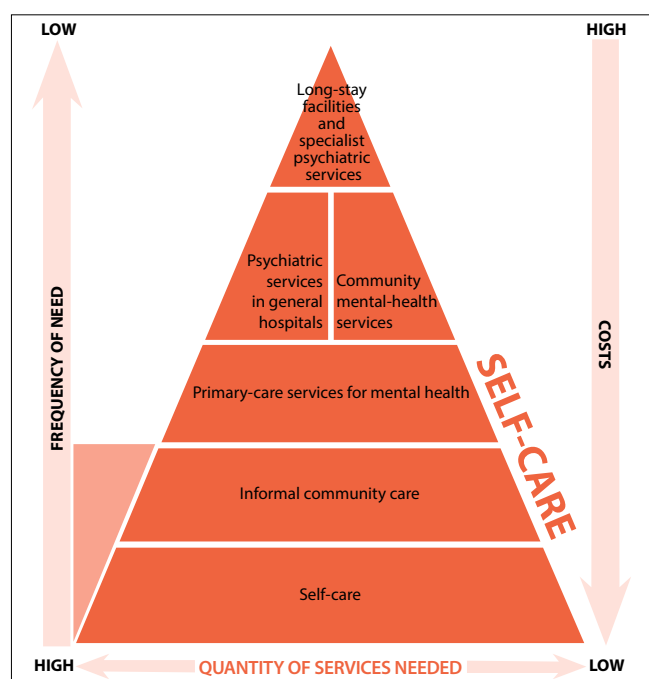 LOW
HIGH
Long-stay
facilities
and
specialist
psychiatric
services
Psychiatric
services
in general
hospitals
Community
mental-health
services
FREQUENCY OF NEED
COSTS
Primary-care services for mental health
SELF-CARE
Informal community care
Self-care
HIGH
QUANTITY OF SERVICES NEEDED
LOW